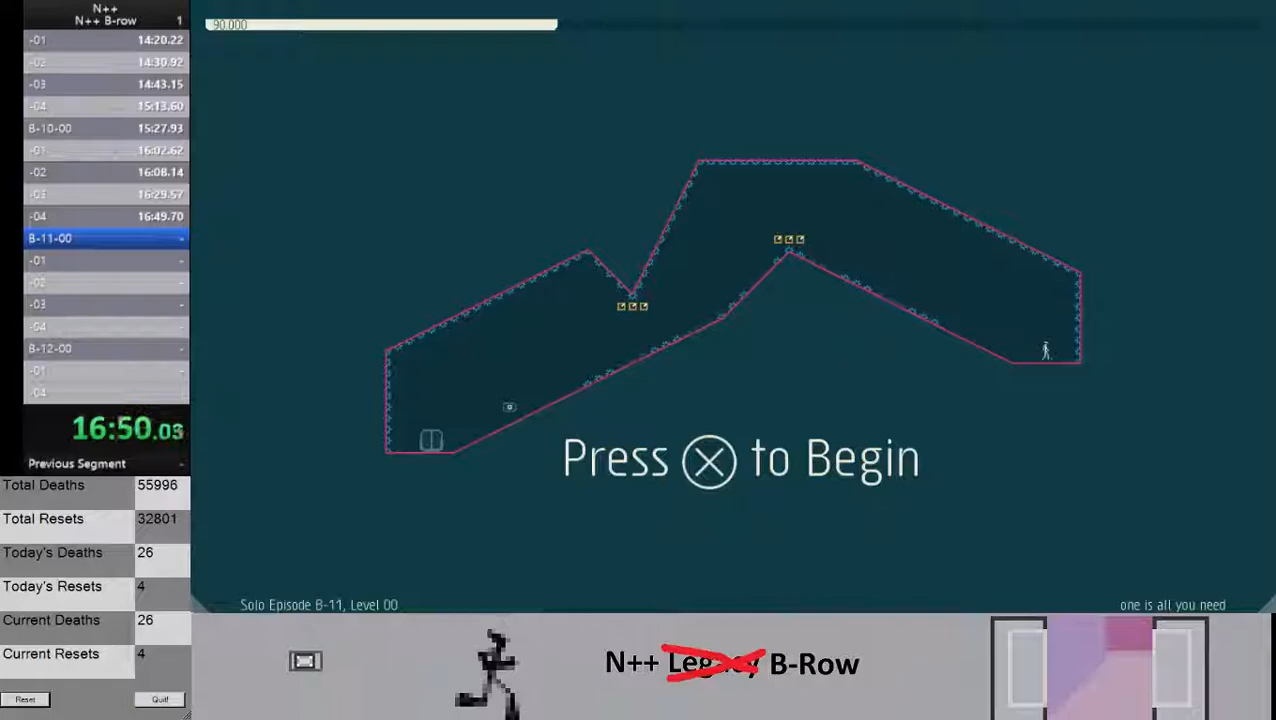 N++
N++ B-row 1
-01 14:20.22
-02 14:30.92
-03 14:43.15
-04 15:13.60
B-10-00 15:27.93
-01 16:02.62
-02 16:08.14
-03 16:29.57
-04 16:49.70
B-11-00 -
-01 -
-02 -
-03 -
-04 -
B-12-00 -
-01 -
-04 -
16:50.03
Previous Segment -
Total Deaths 55996
Total Resets 32801
Today's Deaths 26
Today's Resets 4
Current Deaths 26
Current Resets 4
Reset Quit!
90.000
Press X to Begin
Solo Episode B-11, Level 00 one is all you need
N++ Legacy B-Row